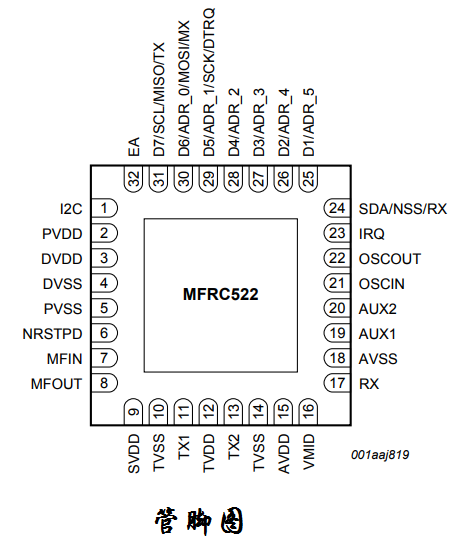 EA
D7/SCL/MISO/TX
D6/ADR_0/MOSI/MX
D5/ADR_1/SCK/DTRQ
D4/ADR_2
D3/ADR_3
D2/ADR_4
D1/ADR_5
32 31 30 29 28 27 26 25
I2C 1
PVDD 2
DVDD 3
DVSS 4
PVSS 5
NRSTPD 6
MFIN 7
MFOUT 8
MFRC522
24 SDA/NSS/RX
23 IRQ
22 OSCOUT
21 OSCIN
20 AUX2
19 AUX1
18 AVSS
17 RX
9 10 11 12 13 14 15 16
SVDD
TVSS
TX1
TVDD
TX2
TVSS
AVDD
VMID
001aaj819
管脚图